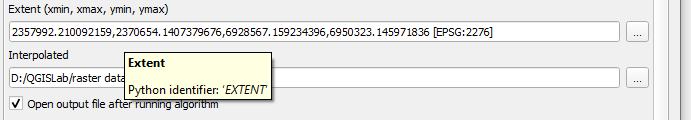 Extent (xmin, xmax, ymin, ymax)
2357992.210092159,2370654.1407379676,6928567.159234396,6950323.145971836 [EPSG:2276]
...
Interpolated
Extent
D:/QGISLab/raster data
...
Python identifier: 'EXTENT'
Open output file after running algorithm